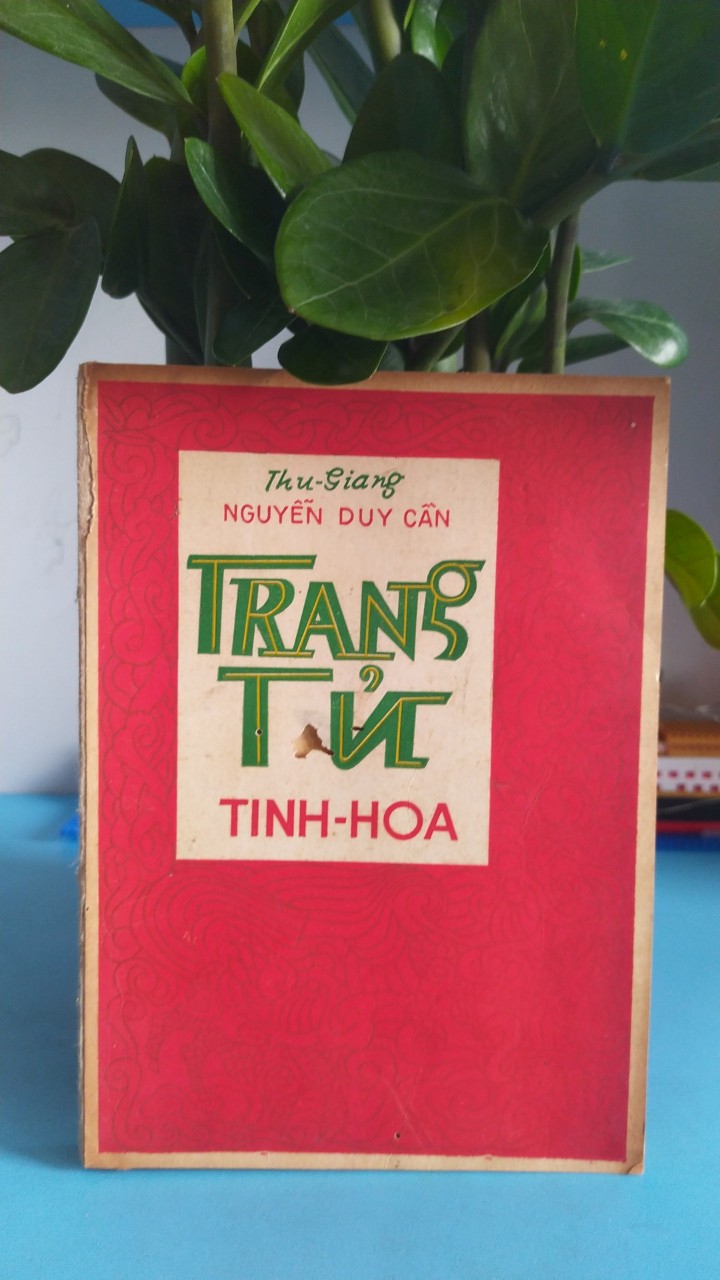 Thu-Giang
NGUYỄN DUY CẦN
TRANG
TỬ
TINH-HOA